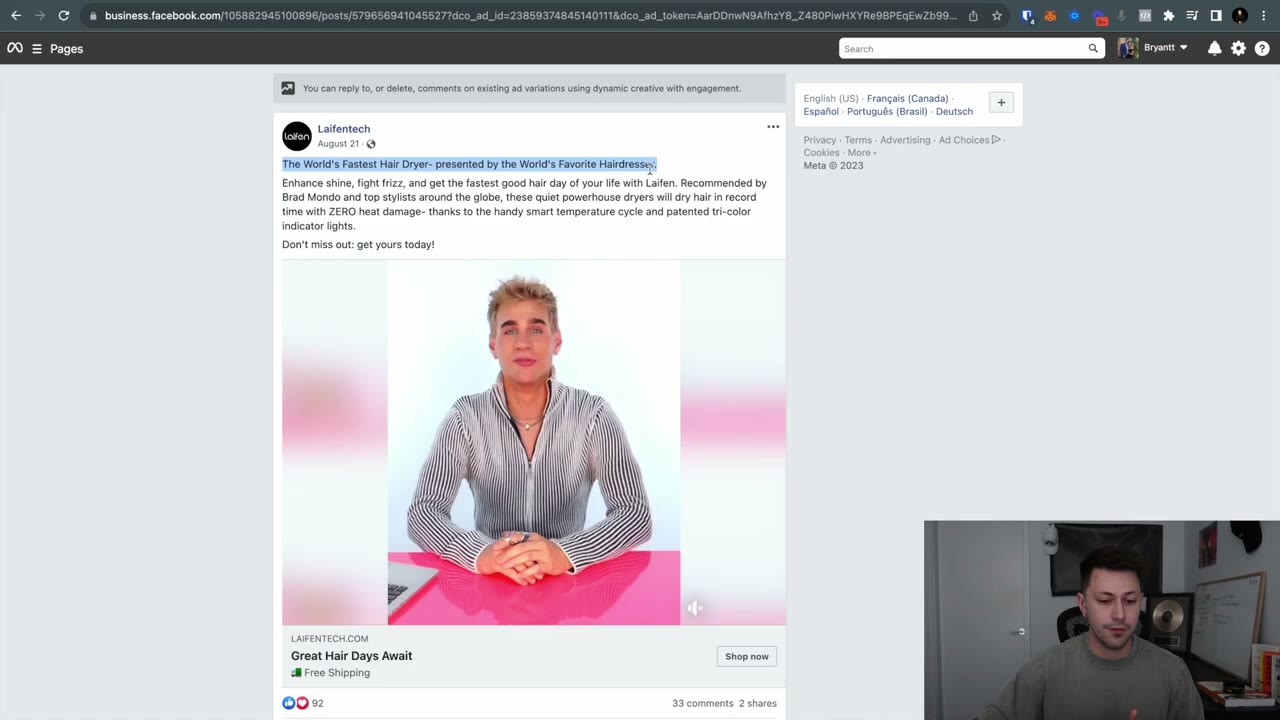 business.facebook.com/105882945100896/posts/579656941045527?dco_ad_id=23859374845140111&dco_ad_token=AarDDnwN9AfhzY8_Z480PiwHXYRe9BPEqEwZb99...
Pages
Search
Bryantt
You can reply to, or delete, comments on existing ad variations using dynamic creative with engagement.
laifen
Laifentech
August 21 ·
The World's Fastest Hair Dryer- presented by the World's Favorite Hairdresser.
Enhance shine, fight frizz, and get the fastest good hair day of your life with Laifen. Recommended by
Brad Mondo and top stylists around the globe, these quiet powerhouse dryers will dry hair in record
time with ZERO heat damage- thanks to the handy smart temperature cycle and patented tri-color
indicator lights.
Don't miss out: get yours today!
LAIFENTECH.COM
Great Hair Days Await
Free Shipping
Shop now
92
33 comments 2 shares
English (US) · Français (Canada) ·
Español · Português (Brasil) · Deutsch
+
Privacy · Terms · Advertising · Ad Choices ·
Cookies · More
Meta © 2023